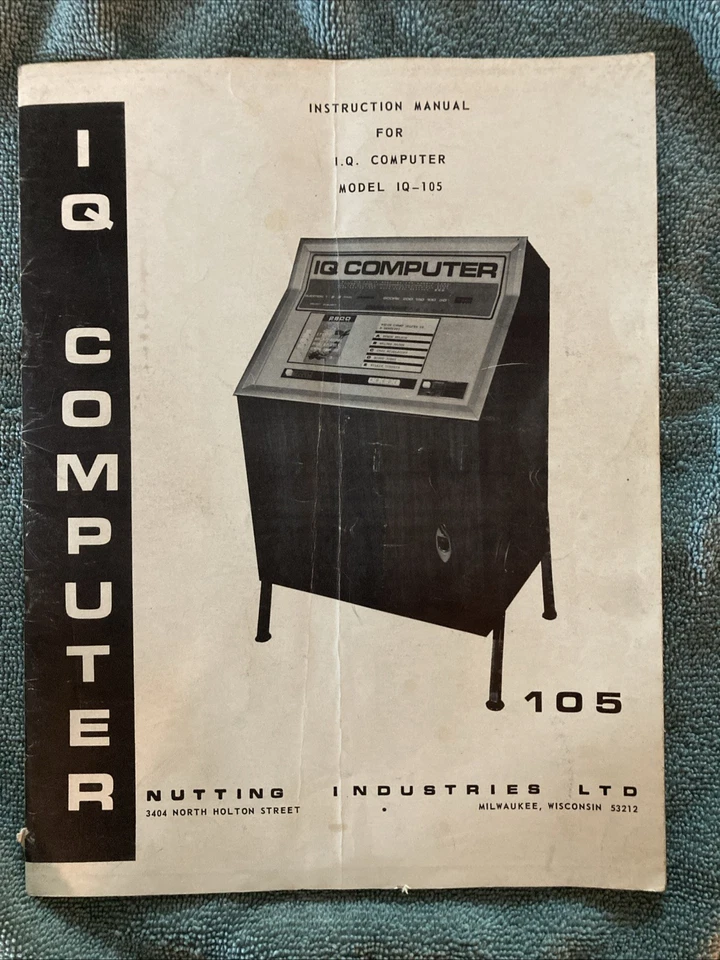 INSTRUCTION MANUAL
FOR
I.Q. COMPUTER
MODEL IQ-105
IQ COMPUTER
IQ COMPUTER
2800
105
NUTTING INDUSTRIES LTD
3404 NORTH HOLTON STREET
MILWAUKEE, WISCONSIN 53212